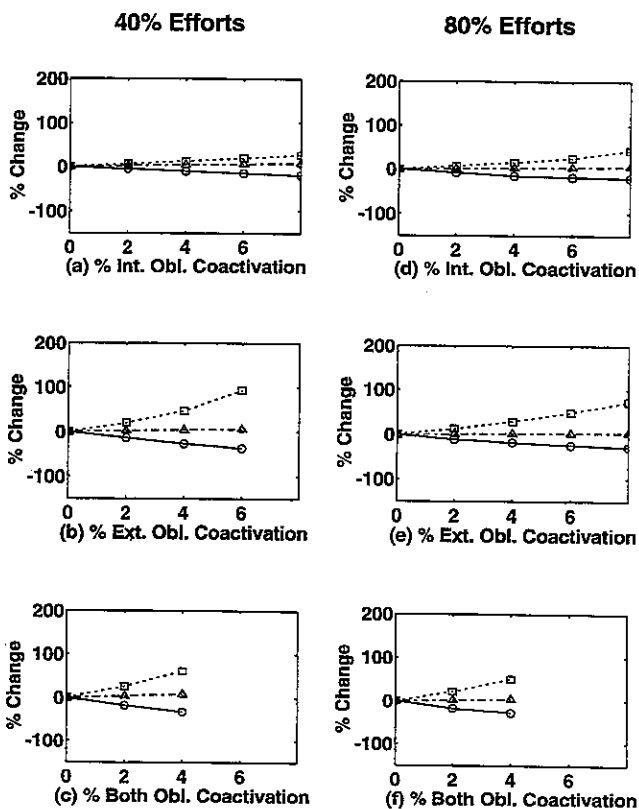 40% Efforts
80% Efforts
200
100
0
-100
% Change
0 2 4 6
(a) % Int. Obl. Coactivation
200
100
0
-100
% Change
0 2 4 6
(d) % Int. Obl. Coactivation
200
100
0
-100
% Change
0 2 4 6
(b) % Ext. Obl. Coactivation
200
100
0
-100
% Change
0 2 4 6
(e) % Ext. Obl. Coactivation
200
100
0
-100
% Change
0 2 4 6
(c) % Both Obl. Coactivation
200
100
0
-100
% Change
0 2 4 6
(f) % Both Obl. Coactivation